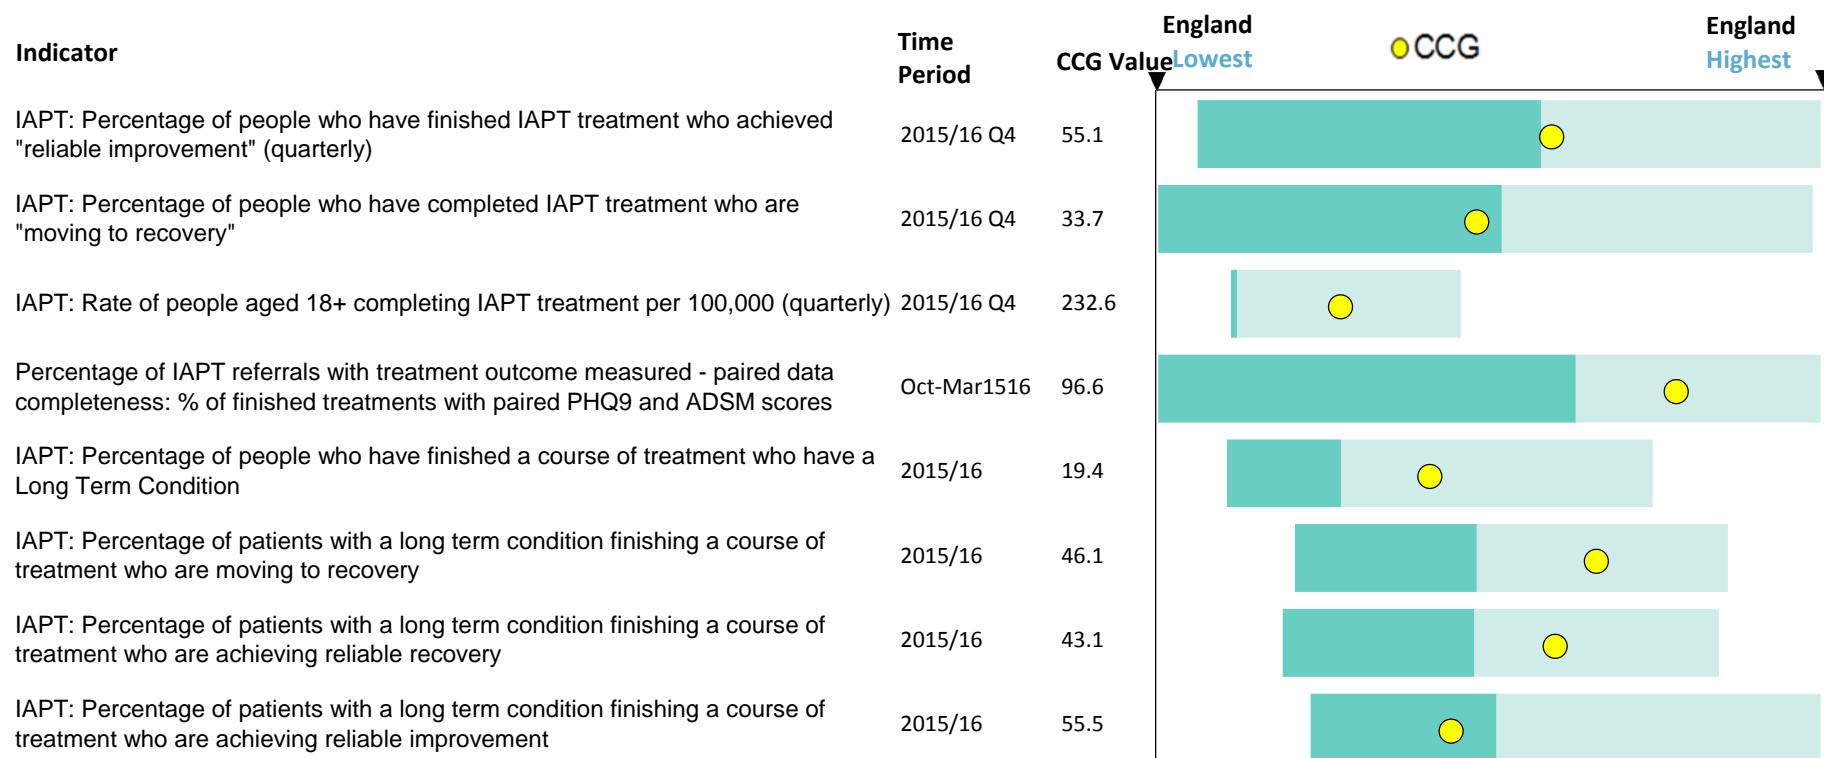 Indicator
Time
Period
CCG Value
England
Lowest
CCG
England
Highest
IAPT: Percentage of people who have finished IAPT treatment who achieved
"reliable improvement" (quarterly)
2015/16 Q4
55.1
IAPT: Percentage of people who have completed IAPT treatment who are
"moving to recovery"
2015/16 Q4
33.7
IAPT: Rate of people aged 18+ completing IAPT treatment per 100,000 (quarterly)
2015/16 Q4
232.6
Percentage of IAPT referrals with treatment outcome measured - paired data
completeness: % of finished treatments with paired PHQ9 and ADSM scores
Oct-Mar1516
96.6
IAPT: Percentage of people who have finished a course of treatment who have a
Long Term Condition
2015/16
19.4
IAPT: Percentage of patients with a long term condition finishing a course of
treatment who are moving to recovery
2015/16
46.1
IAPT: Percentage of patients with a long term condition finishing a course of
treatment who are achieving reliable recovery
2015/16
43.1
IAPT: Percentage of patients with a long term condition finishing a course of
treatment who are achieving reliable improvement
2015/16
55.5